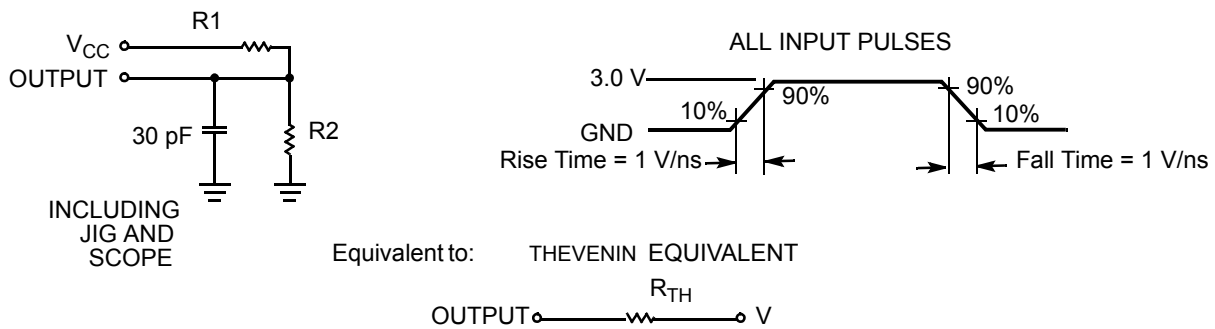 R1
V_CC
OUTPUT
30 pF
R2
INCLUDING
JIG AND
SCOPE
ALL INPUT PULSES
3.0 V
10%
90%
90%
10%
GND
Rise Time = 1 V/ns
Fall Time = 1 V/ns
Equivalent to: THEVENIN EQUIVALENT
R_TH
OUTPUT V